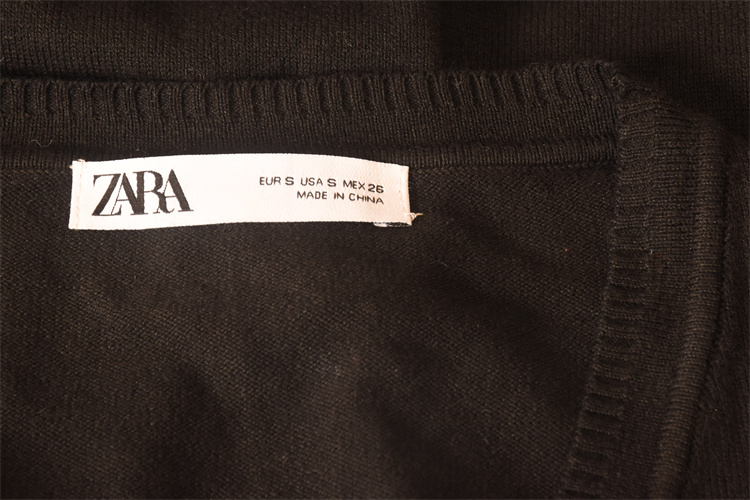 ZARA
EUR S USA S MEX 26
MADE IN CHINA